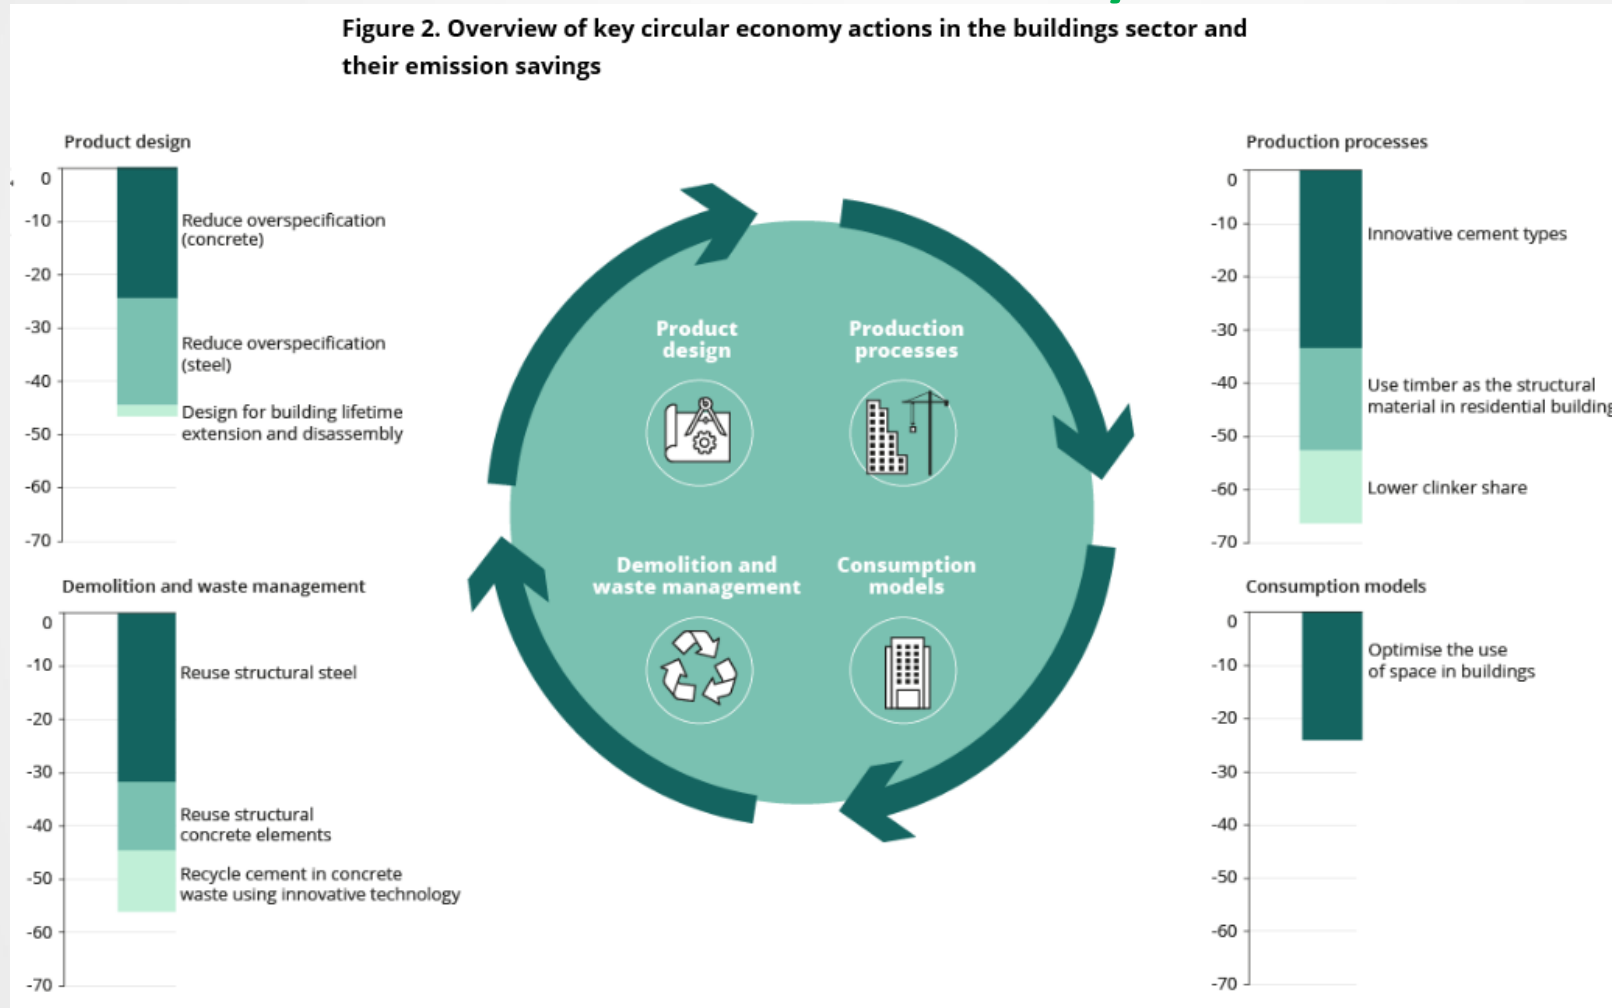 Figure 2. Overview of key circular economy actions in the buildings sector and
their emission savings
Product design
0
-10
-20
-30
-40
-50
-60
-70
Reduce overspecification
(concrete)
Reduce overspecification
(steel)
Design for building lifetime
extension and disassembly
Production processes
0
-10
-20
-30
-40
-50
-60
-70
Innovative cement types
Use timber as the structural
material in residential building
Lower clinker share
Product
design
Production
processes
Demolition and
waste management
Consumption
models
Demolition and waste management
0
-10
-20
-30
-40
-50
-60
-70
Reuse structural steel
Reuse structural
concrete elements
Recycle cement in concrete
waste using innovative technology
Consumption models
0
-10
-20
-30
-40
-50
-60
-70
Optimise the use
of space in buildings